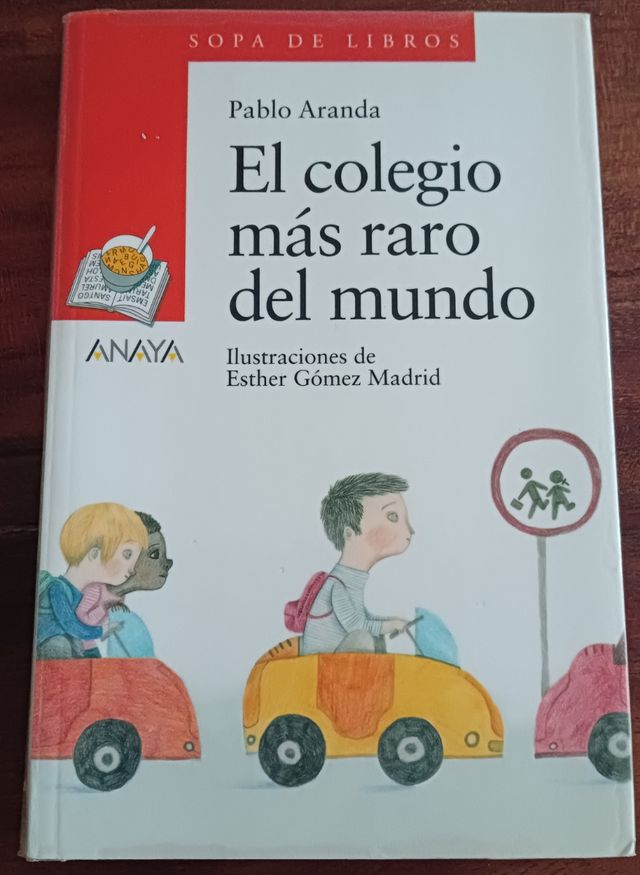 SOPA DE LIBROS
Pablo Aranda
El colegio
más raro
del mundo
Ilustraciones de
Esther Gómez Madrid
ANAYA